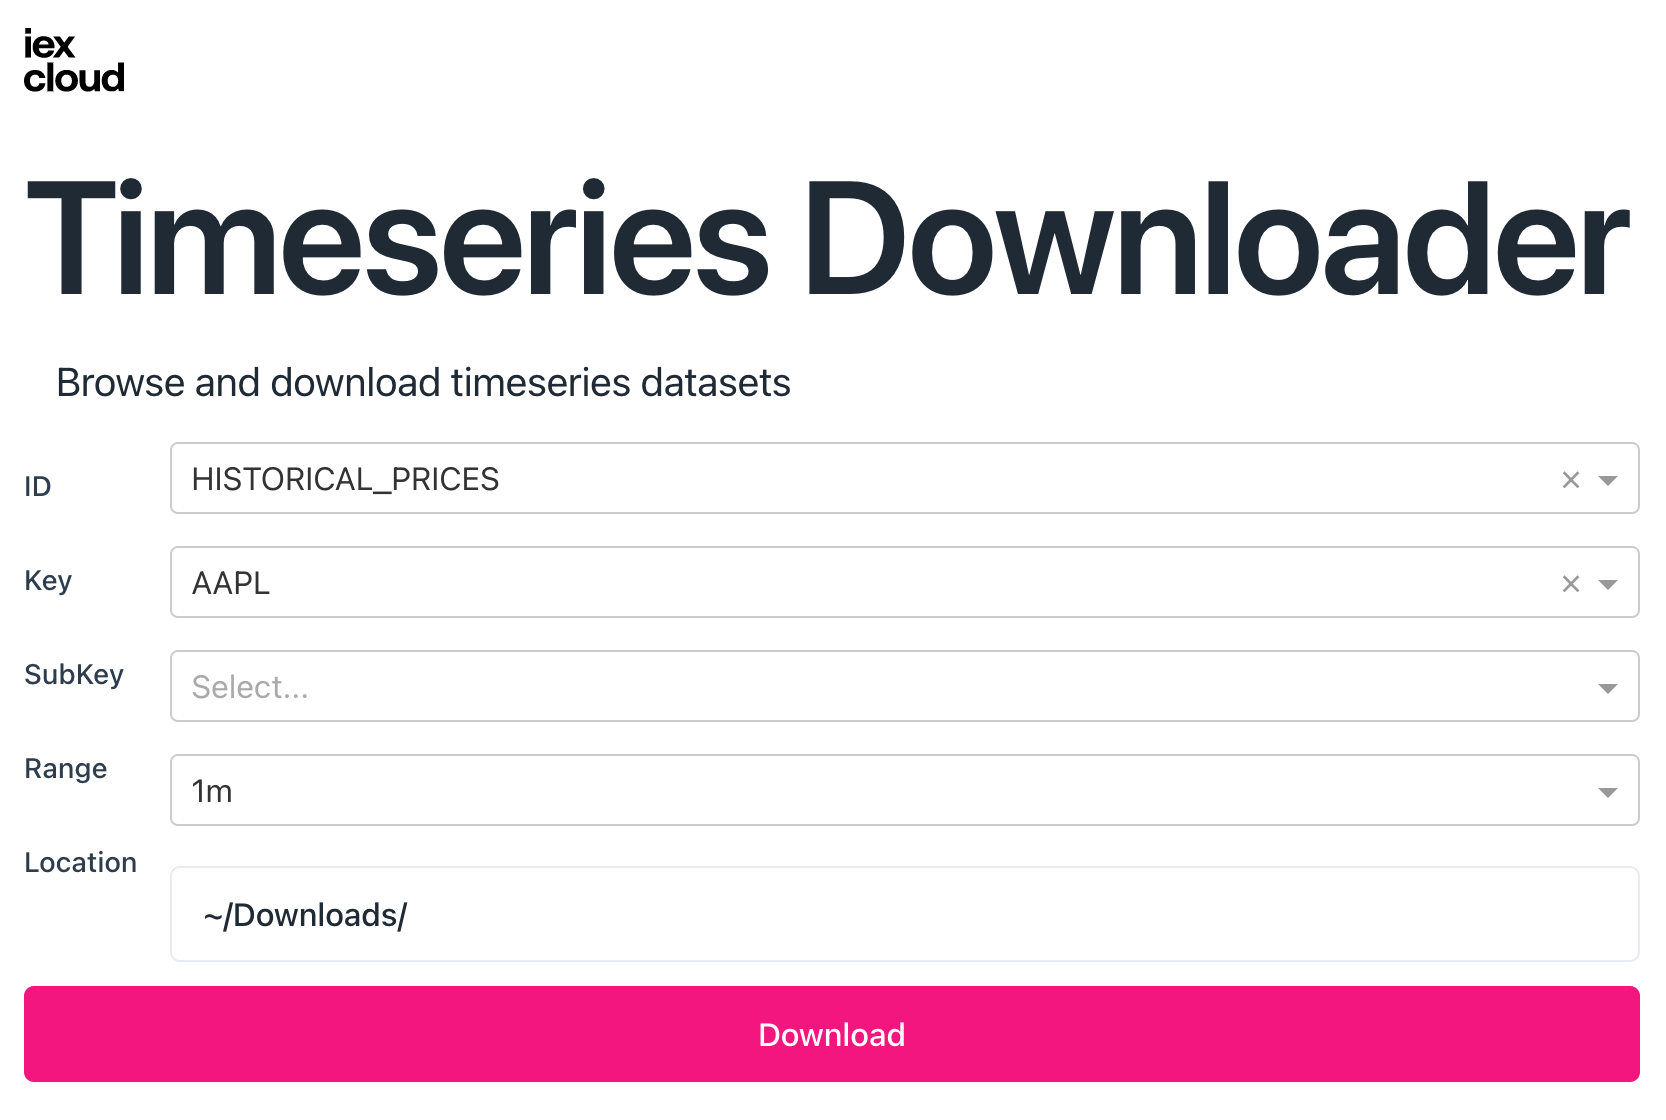 iex
cloud
Timeseries Downloader
Browse and download timeseries datasets
ID
HISTORICAL_PRICES
Key
AAPL
SubKey
Select...
Range
1m
Location
~/Downloads/
Download